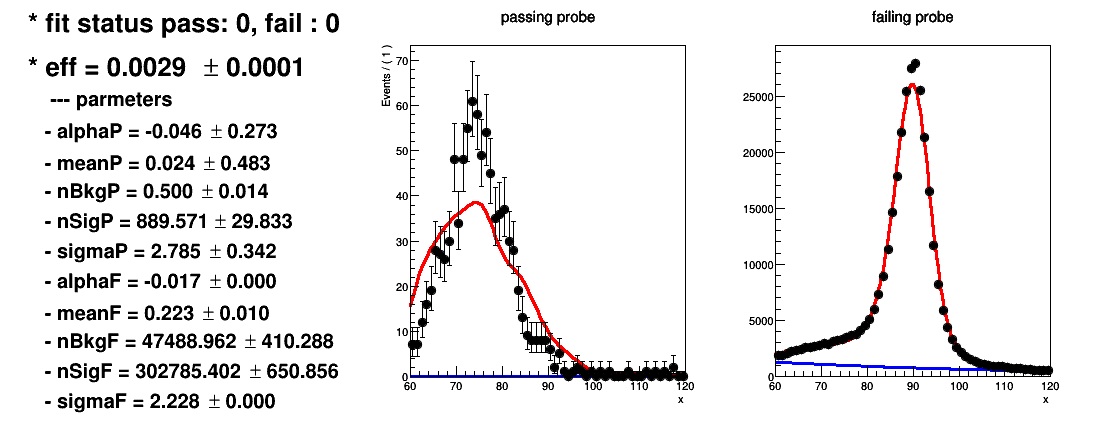 * fit status pass: 0, fail : 0
* eff = 0.0029 ± 0.0001
--- parmeters
- alphaP = -0.046 ± 0.273
- meanP = 0.024 ± 0.483
- nBkgP = 0.500 ± 0.014
- nSigP = 889.571 ± 29.833
- sigmaP = 2.785 ± 0.342
- alphaF = -0.017 ± 0.000
- meanF = 0.223 ± 0.010
- nBkgF = 47488.962 ± 410.288
- nSigF = 302785.402 ± 650.856
- sigmaF = 2.228 ± 0.000
passing probe
Events / ( 1 )
70
60
50
40
30
20
10
0
60 70 80 90 100 110 120
x
failing probe
25000
20000
15000
10000
5000
0
60 70 80 90 100 110 120
x